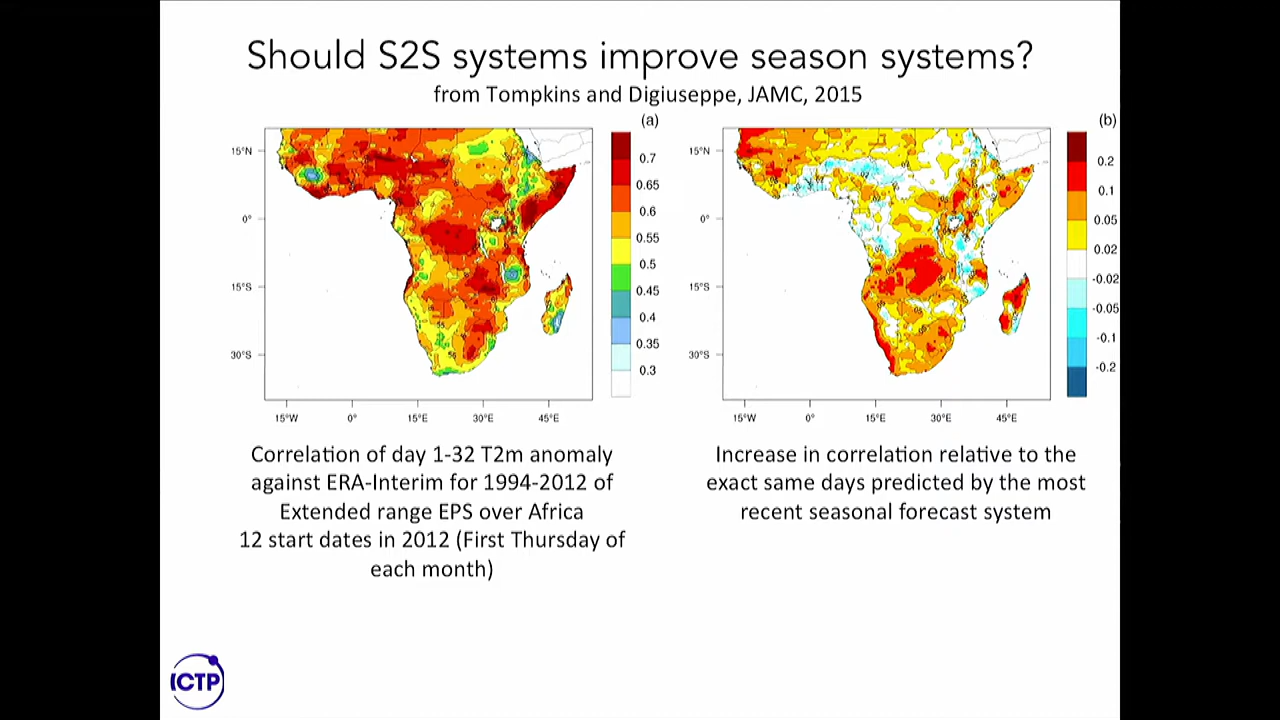 Should S2S systems improve season systems?
from Tompkins and Digiuseppe, JAMC, 2015
(a)
15°N
0°
15°S
30°S
15°W
0°
15°E
30°E
45°E
0.7
0.65
0.6
0.55
0.5
0.45
0.4
0.35
0.3
(b)
15°N
0°
15°S
30°S
15°W
0°
15°E
30°E
45°E
0.2
0.1
0.05
0.02
-0.02
-0.05
-0.1
-0.2
Correlation of day 1-32 T2m anomaly
against ERA-Interim for 1994-2012 of
Extended range EPS over Africa
12 start dates in 2012 (First Thursday of
each month)
Increase in correlation relative to the
exact same days predicted by the most
recent seasonal forecast system
ICTP